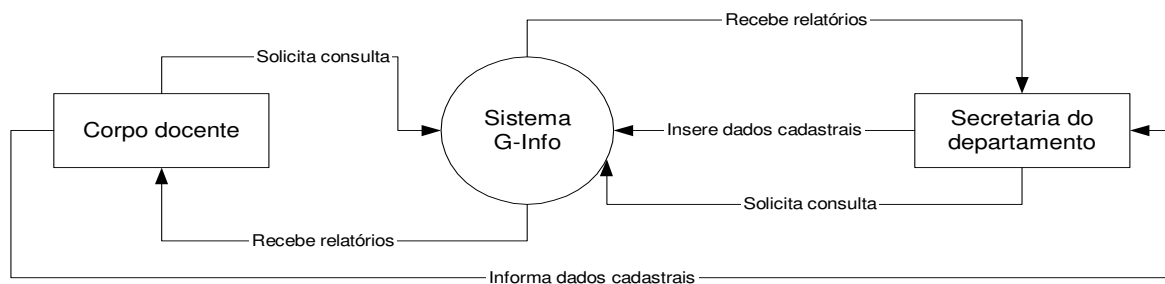 Recebe relatórios
Solicita consulta
Corpo docente
Sistema
G-Info
Insere dados cadastrais
Secretaria do
departamento
Solicita consulta
Recebe relatórios
Informa dados cadastrais